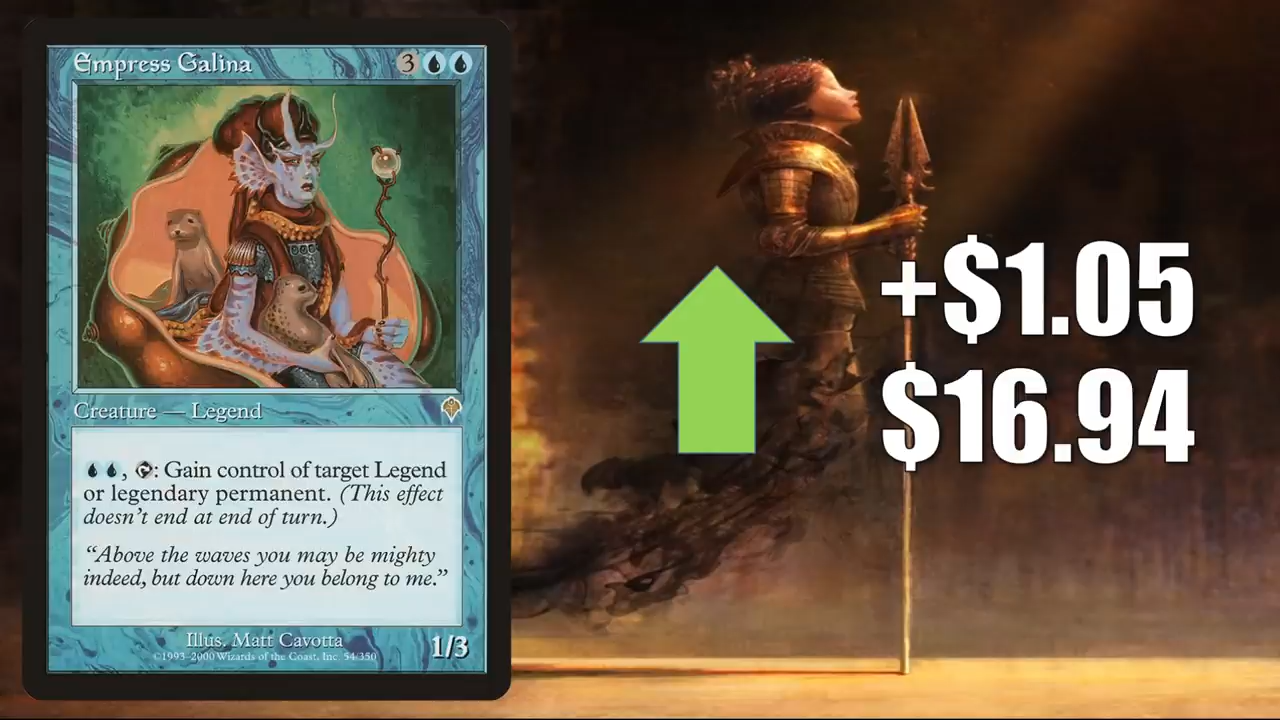 Empress Galina 3
Creature — Legend
, : Gain control of target Legend
or legendary permanent. (This effect
doesn't end at end of turn.)
“Above the waves you may be mighty
indeed, but down here you belong to me.”
Illus. Matt Cavotta
©1993–2000 Wizards of the Coast, Inc. 54/350
1/3
+$1.05
$16.94